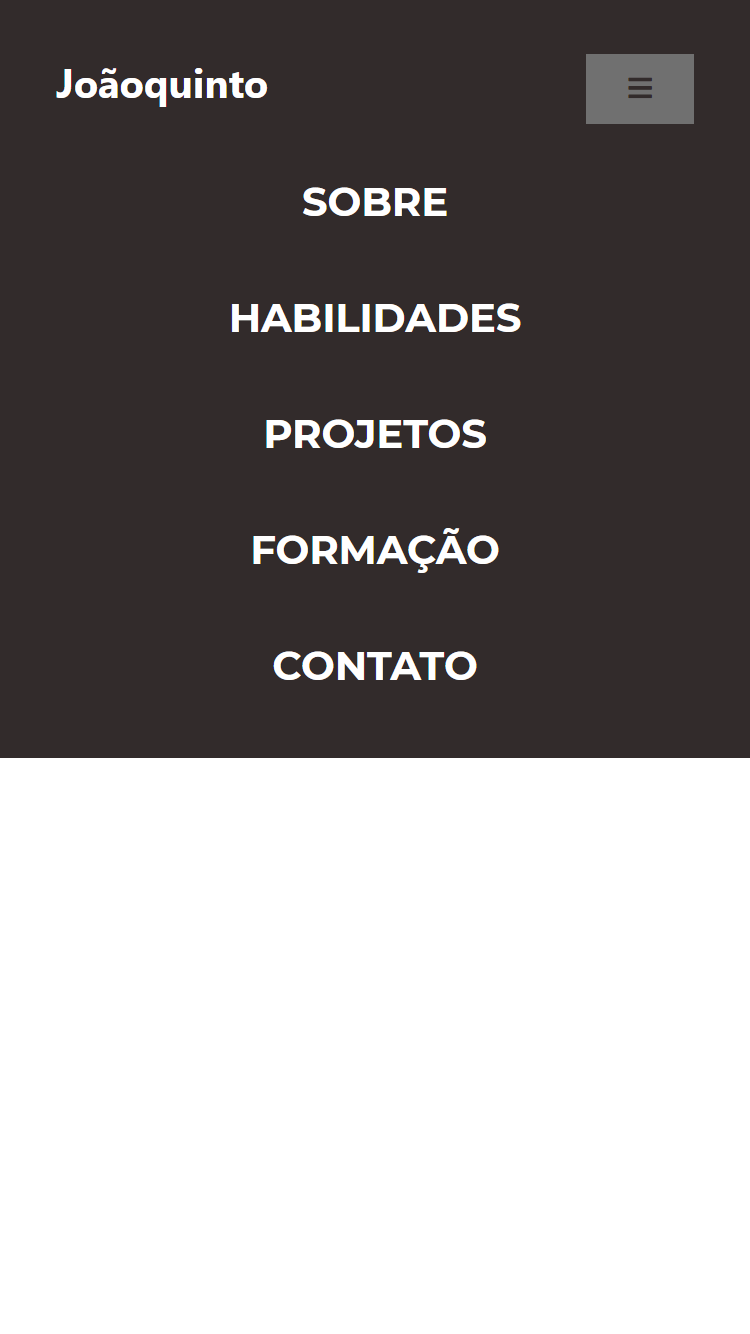 Joãoquinto
SOBRE
HABILIDADES
PROJETOS
FORMAÇÃO
CONTATO